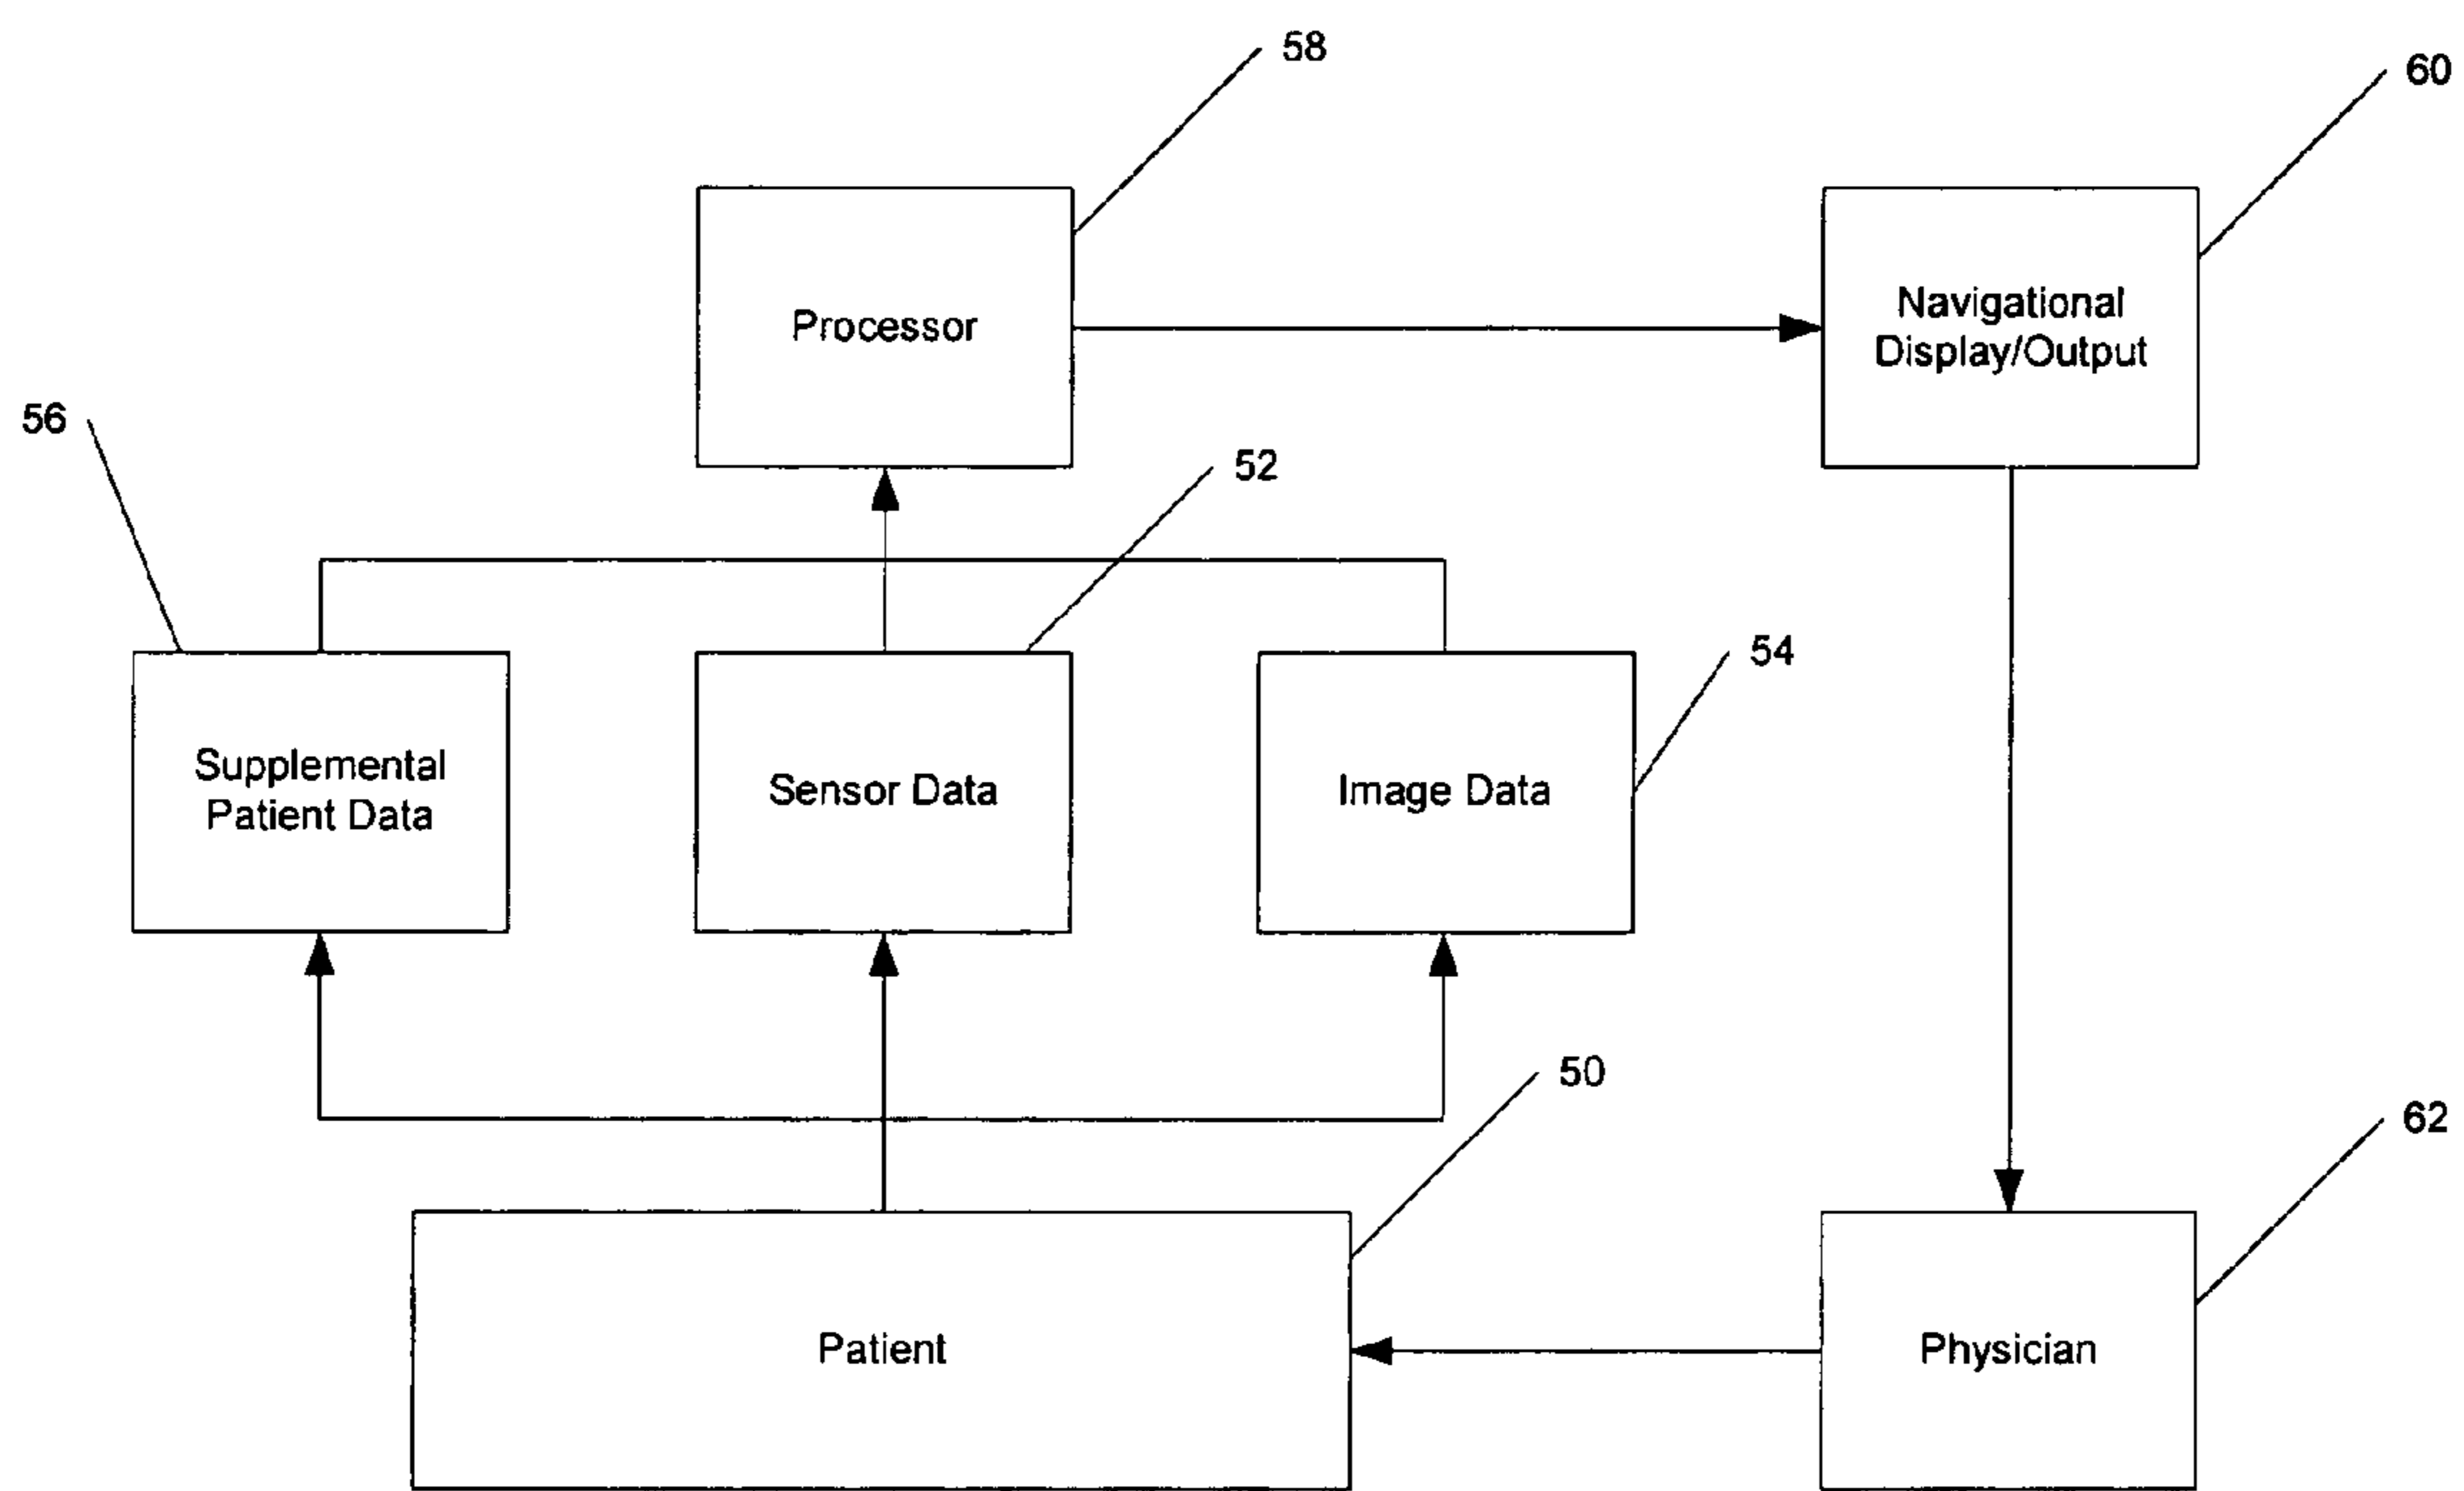 58
60
Processor
Navigational
Display/Output
56
52
54
Supplemental
Patient Data
Sensor Data
Image Data
50
62
Patient
Physician